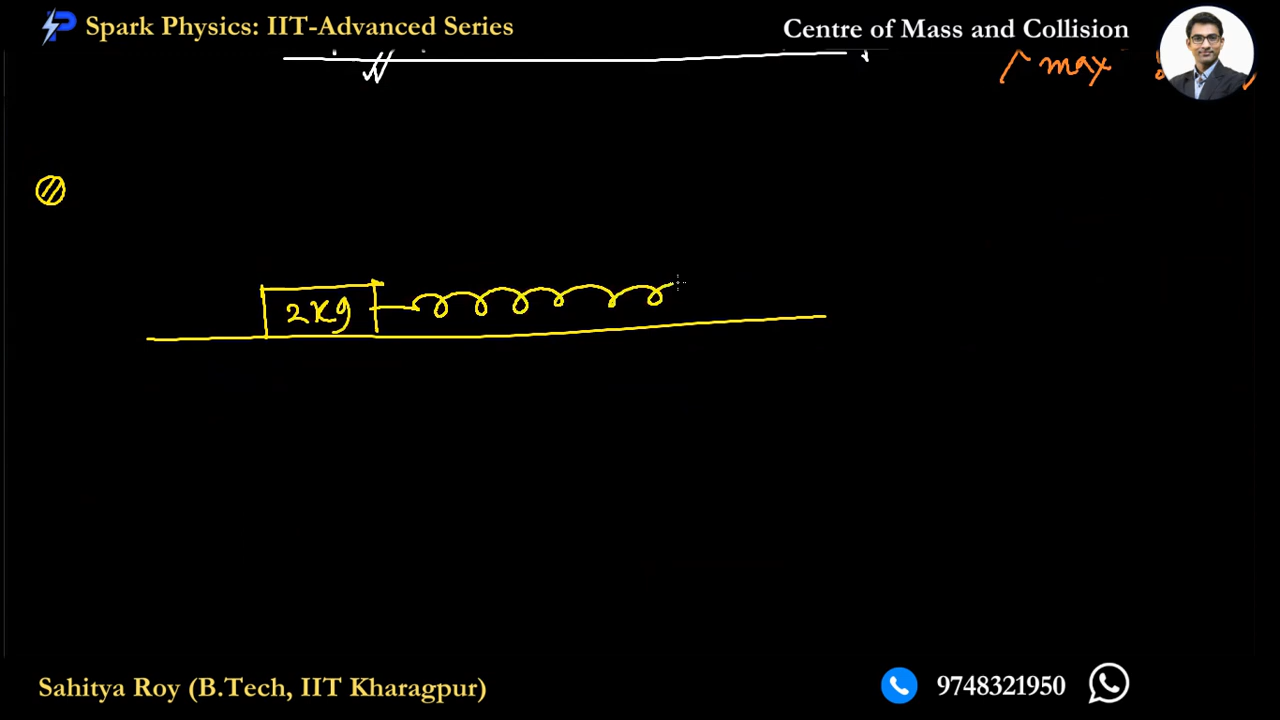 Spark Physics: IIT-Advanced Series
Centre of Mass and Collision
max
2Kg
Sahitya Roy (B.Tech, IIT Kharagpur)
9748321950